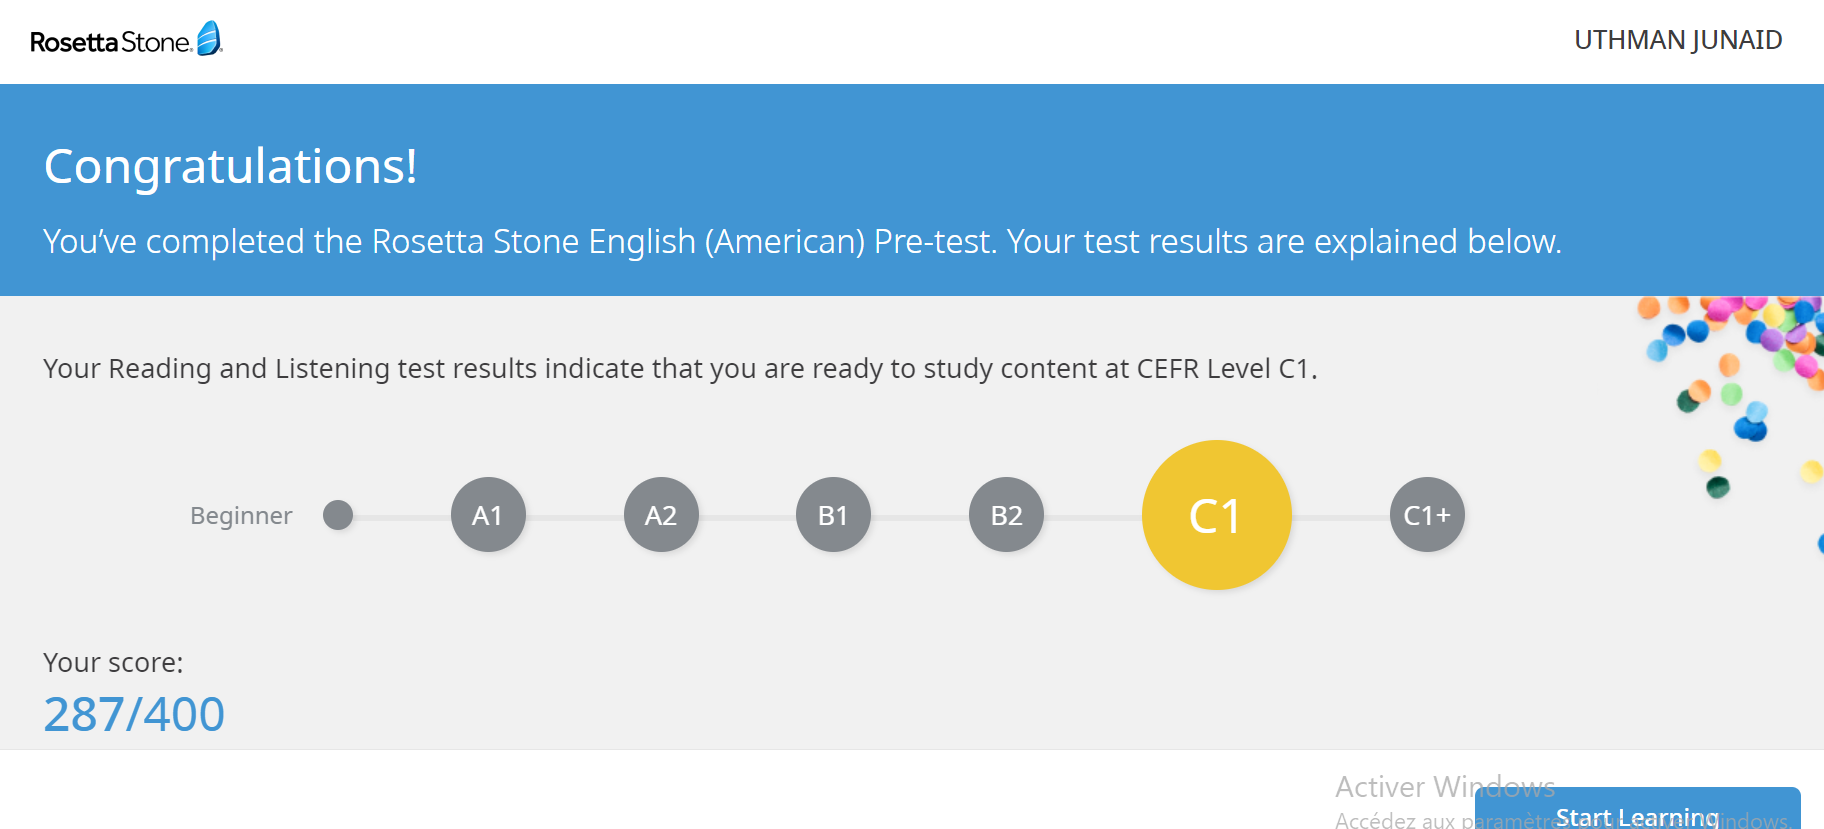 Rosetta Stone
UTHMAN JUNAID
Congratulations!
You've completed the Rosetta Stone English (American) Pre-test. Your test results are explained below.
Your Reading and Listening test results indicate that you are ready to study content at CEFR Level C1.
Beginner A1 A2 B1 B2 C1 C1+
Your score:
287/400
Activer Windows
Start Learning
Accédez aux paramètres pour activer Windows.